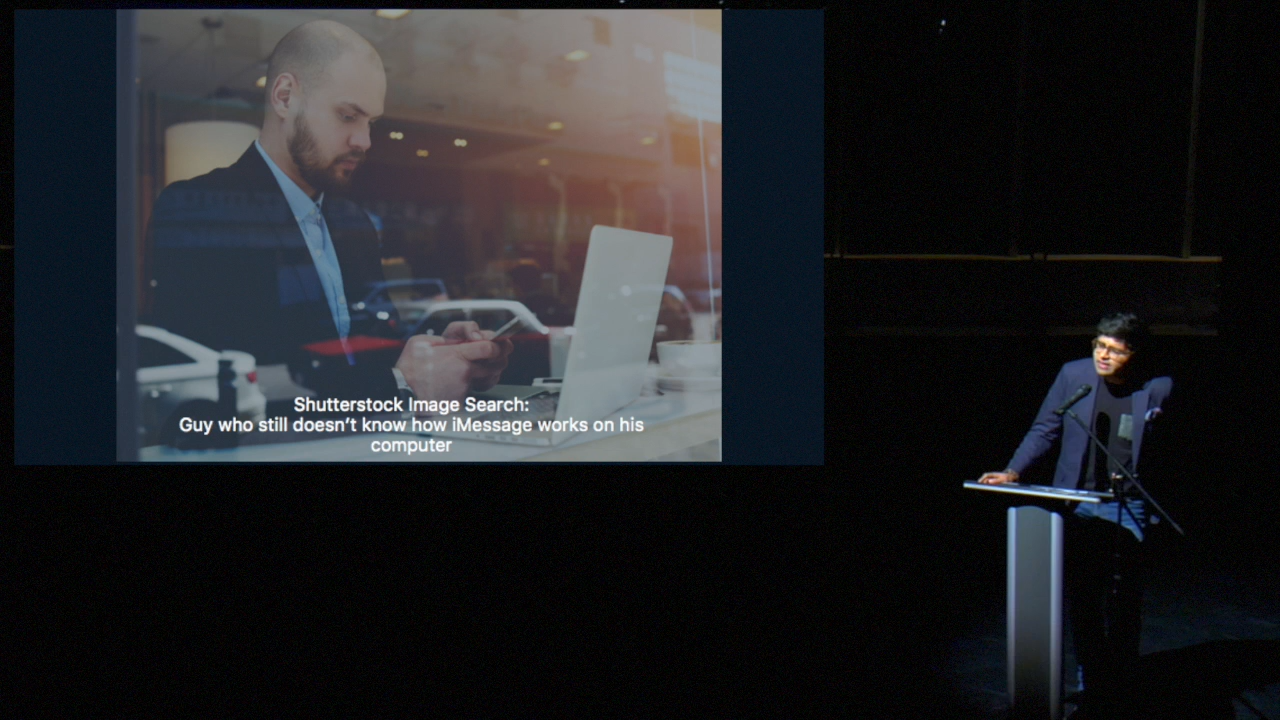 Shutterstock Image Search:
Guy who still doesn’t know how iMessage works on his
computer